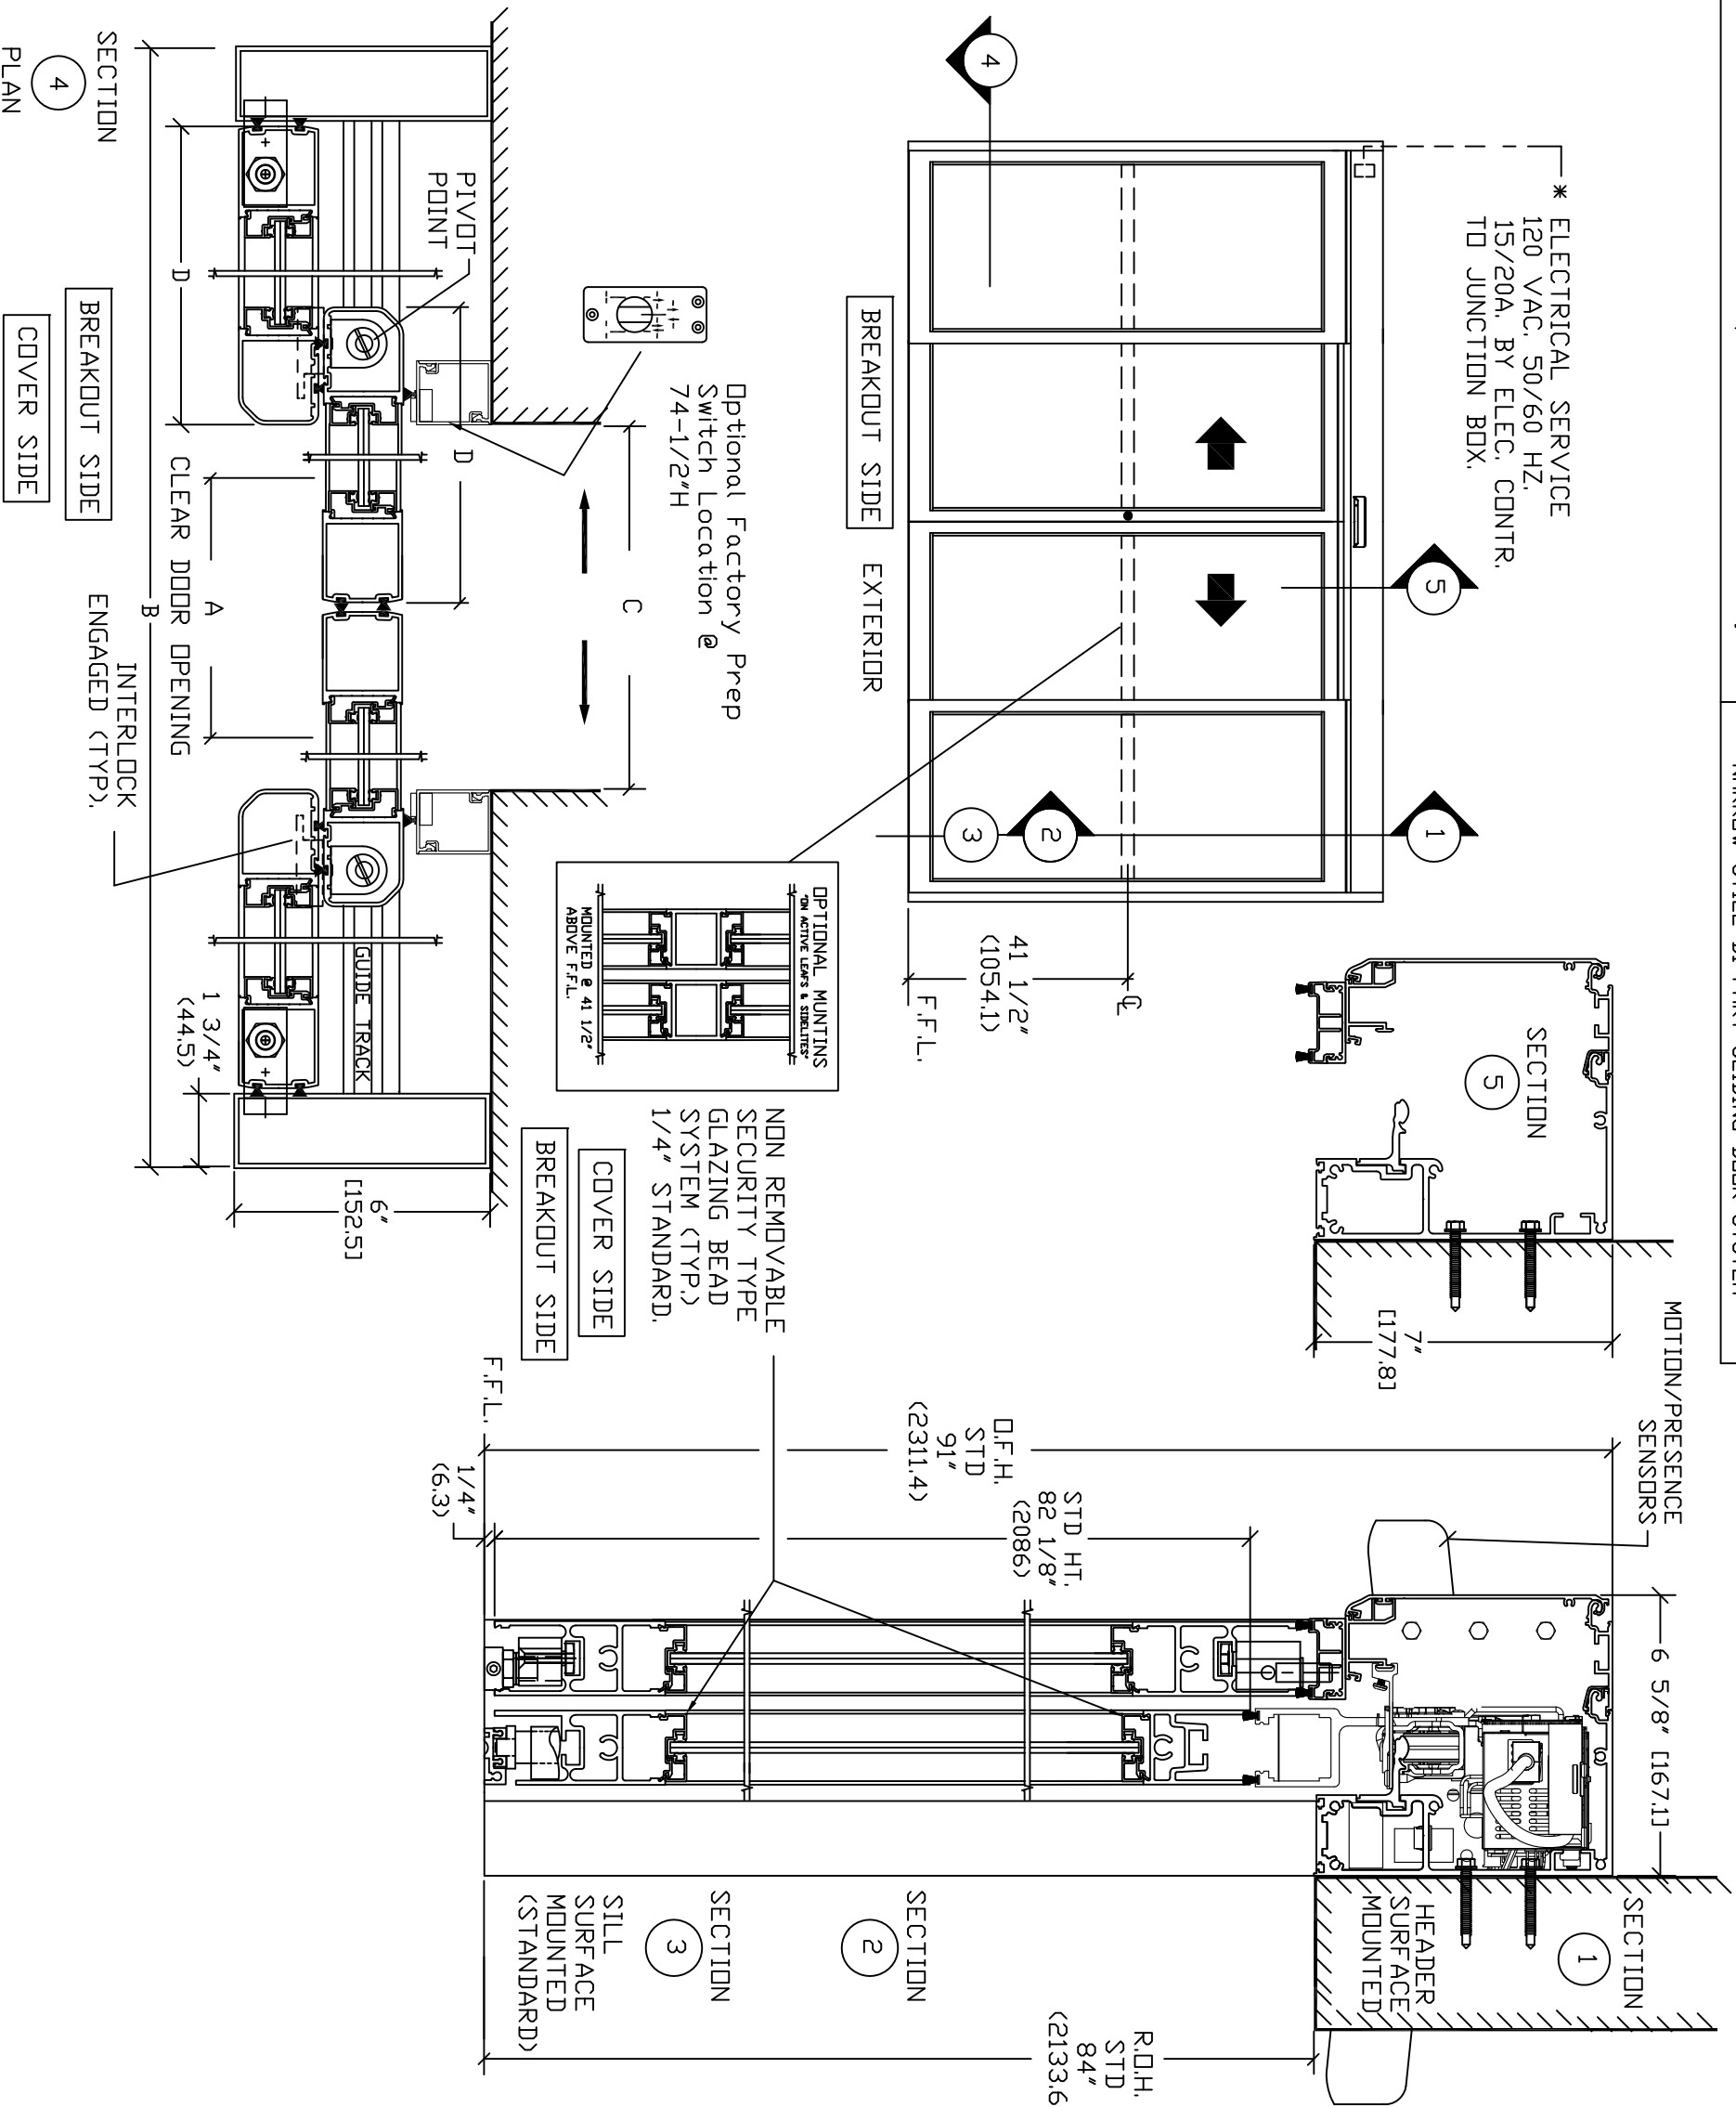 * ELECTRICAL SERVICE
120 VAC. 50/60 HZ.
15/20A. BY ELEC. CONTR.
TO JUNCTION BOX.
4
5
1
2
3
BREAKOUT SIDE
EXTERIOR
41 1/2"
(1054.1)
F.F.L.
SECTION
5
7"
[177.8]
MOTION/PRESENCE
SENSORS
6 5/8" [167.1]
SECTION
1
HEADER
SURFACE
MOUNTED
O.F.H.
STD
91"
(2311.4)
STD HT.
82 1/8"
(2086)
R.O.H.
STD
84"
(2133.6
SECTION
2
SECTION
3
SILL
SURFACE
MOUNTED
(STANDARD)
F.F.L.
1/4"
(6.3)
Optional Factory Prep
Switch Location @
74-1/2"H
OPTIONAL MUNTINS
"ON ACTIVE LEAFS & SIDELITES"
MOUNTED @ 41 1/2"
ABOVE F.F.L.
NON REMOVABLE
SECURITY TYPE
GLAZING BEAD
SYSTEM (TYP.)
1/4" STANDARD.
COVER SIDE
BREAKOUT SIDE
C
PIVOT
POINT
D
D
GUIDE TRACK
6"
[152.5]
1 3/4"
(44.5)
CLEAR DOOR OPENING
A
B
INTERLOCK
ENGAGED (TYP).
BREAKOUT SIDE
COVER SIDE
SECTION
4
PLAN